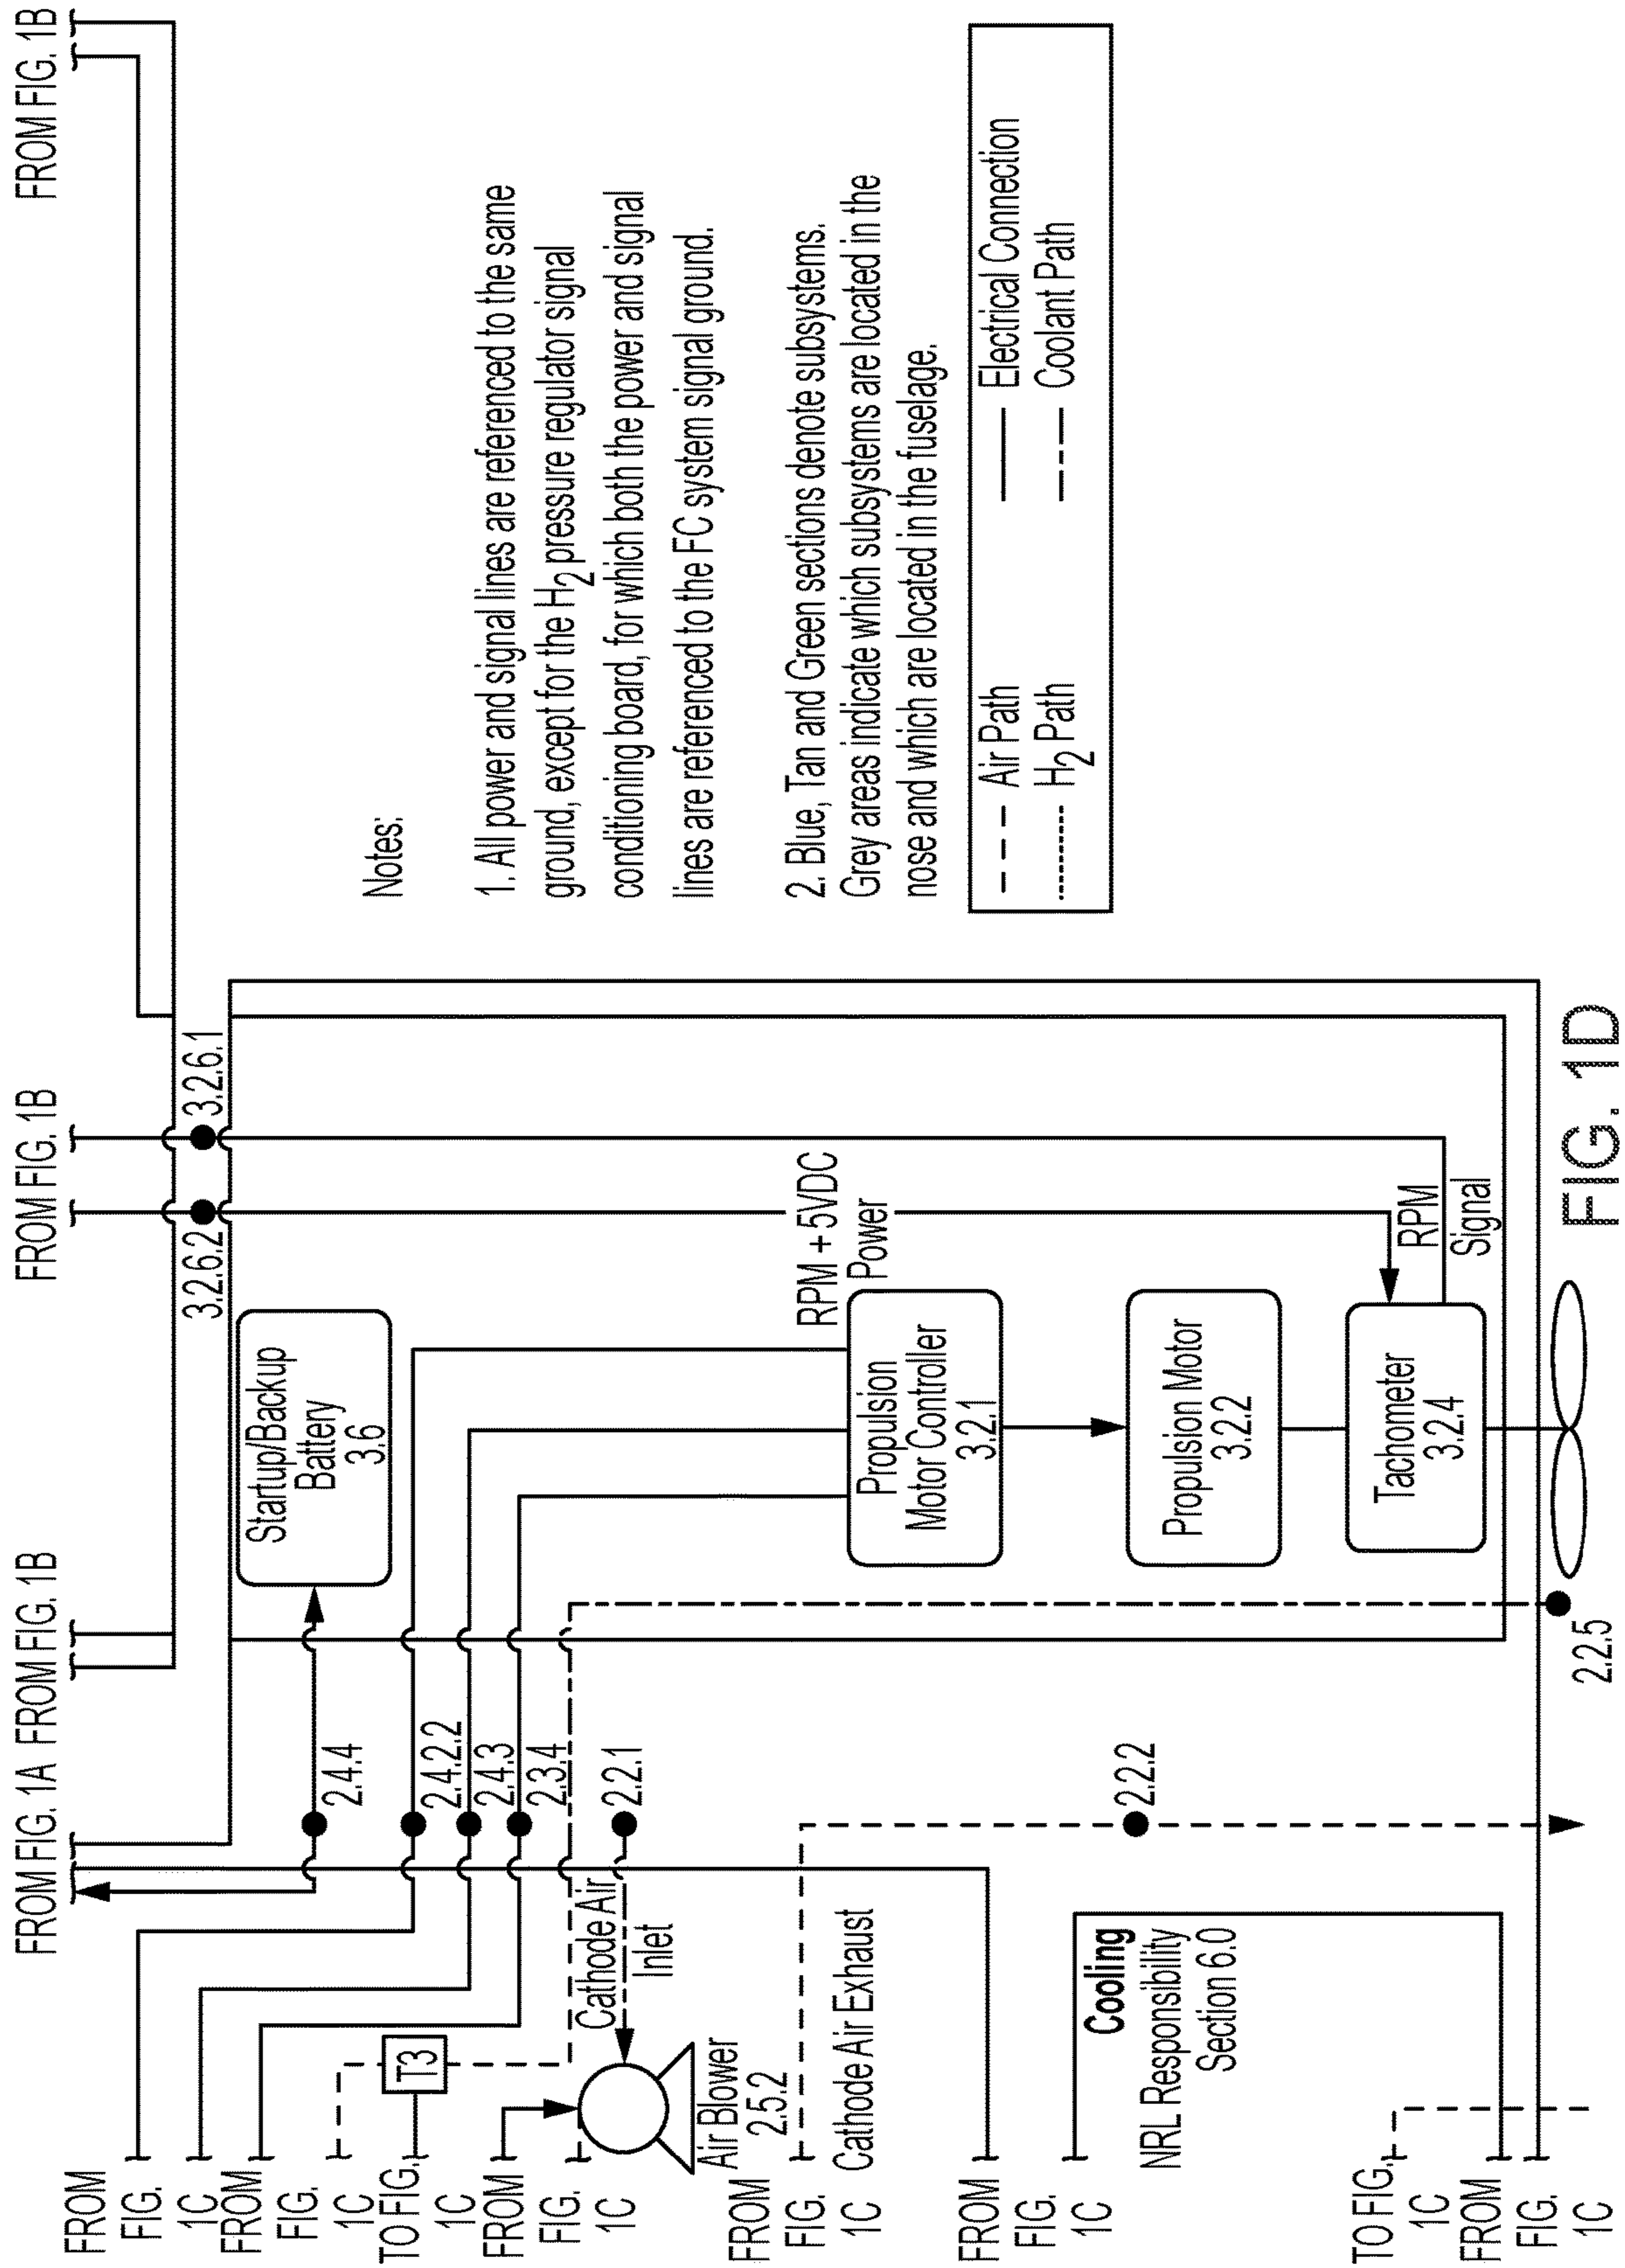 FROM FIG. 1A
FROM FIG. 1B
FROM FIG. 1B
FROM FIG. 1B
3.2.6.2
3.2.6.1
Startup/Backup
Battery
3.6
2.4.4
2.4.2.2
2.4.3
2.3.4
2.2.1
FROM
FIG.
1C
FROM
FIG.
1C
TO FIG.
1C
FROM
FIG.
1C
T3
Cathode Air
Inlet
Air Blower
2.5.2
FROM
FIG.
1C
Cathode Air Exhaust
2.2.2
FROM
FIG.
1C
Cooling
NRL Responsibility
Section 6.0
TO FIG.
1C
FROM
FIG.
1C
RPM + 5VDC
Power
Propulsion
Motor Controller
3.2.1
Propulsion Motor
3.2.2
Tachometer
3.2.4
RPM
Signal
2.2.5
Notes:
1. All power and signal lines are referenced to the same
ground, except for the H2 pressure regulator signal
conditioning board, for which both the power and signal
lines are referenced to the FC system signal ground.
2. Blue, Tan and Green sections denote subsystems.
Grey areas indicate which subsystems are located in the
nose and which are located in the fuselage.
Air Path
Electrical Connection
H2 Path
Coolant Path
FIG. 1D